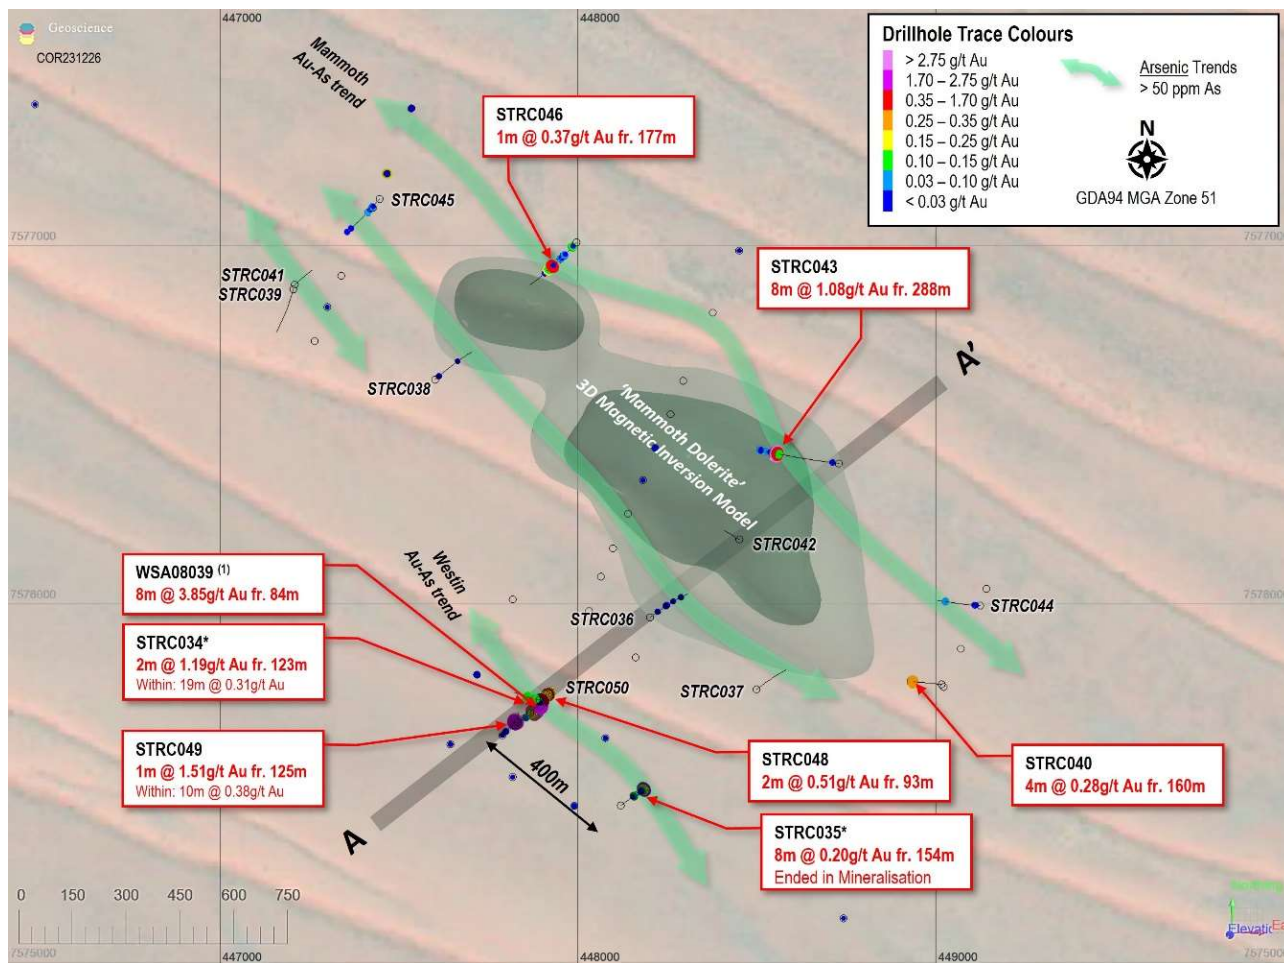 447000
448000
Geoscience
COR231226
Mammoth
Au-As trend
Drillhole Trace Colours
> 2.75 g/t Au
1.70 – 2.75 g/t Au
0.35 – 1.70 g/t Au
0.25 – 0.35 g/t Au
0.15 – 0.25 g/t Au
0.10 – 0.15 g/t Au
0.03 – 0.10 g/t Au
< 0.03 g/t Au
Arsenic Trends
> 50 ppm As
N
GDA94 MGA Zone 51
STRC046
1m @ 0.37g/t Au fr. 177m
STRC045
7577000
STRC041
STRC039
STRC043
8m @ 1.08g/t Au fr. 288m
STRC038
A'
'Mammoth Dolerite'
3D Magnetic Inversion Model
STRC042
WSA08039 (1)
8m @ 3.85g/t Au fr. 84m
Westin
Au-As trend
7576000
STRC036
STRC044
STRC034*
2m @ 1.19g/t Au fr. 123m
Within: 19m @ 0.31g/t Au
STRC050
STRC037
STRC049
1m @ 1.51g/t Au fr. 125m
Within: 10m @ 0.38g/t Au
400m
STRC048
2m @ 0.51g/t Au fr. 93m
STRC040
4m @ 0.28g/t Au fr. 160m
A
STRC035*
8m @ 0.20g/t Au fr. 154m
Ended in Mineralisation
0 150 300 450 600 750
7575000
447000
448000
449000
7575000